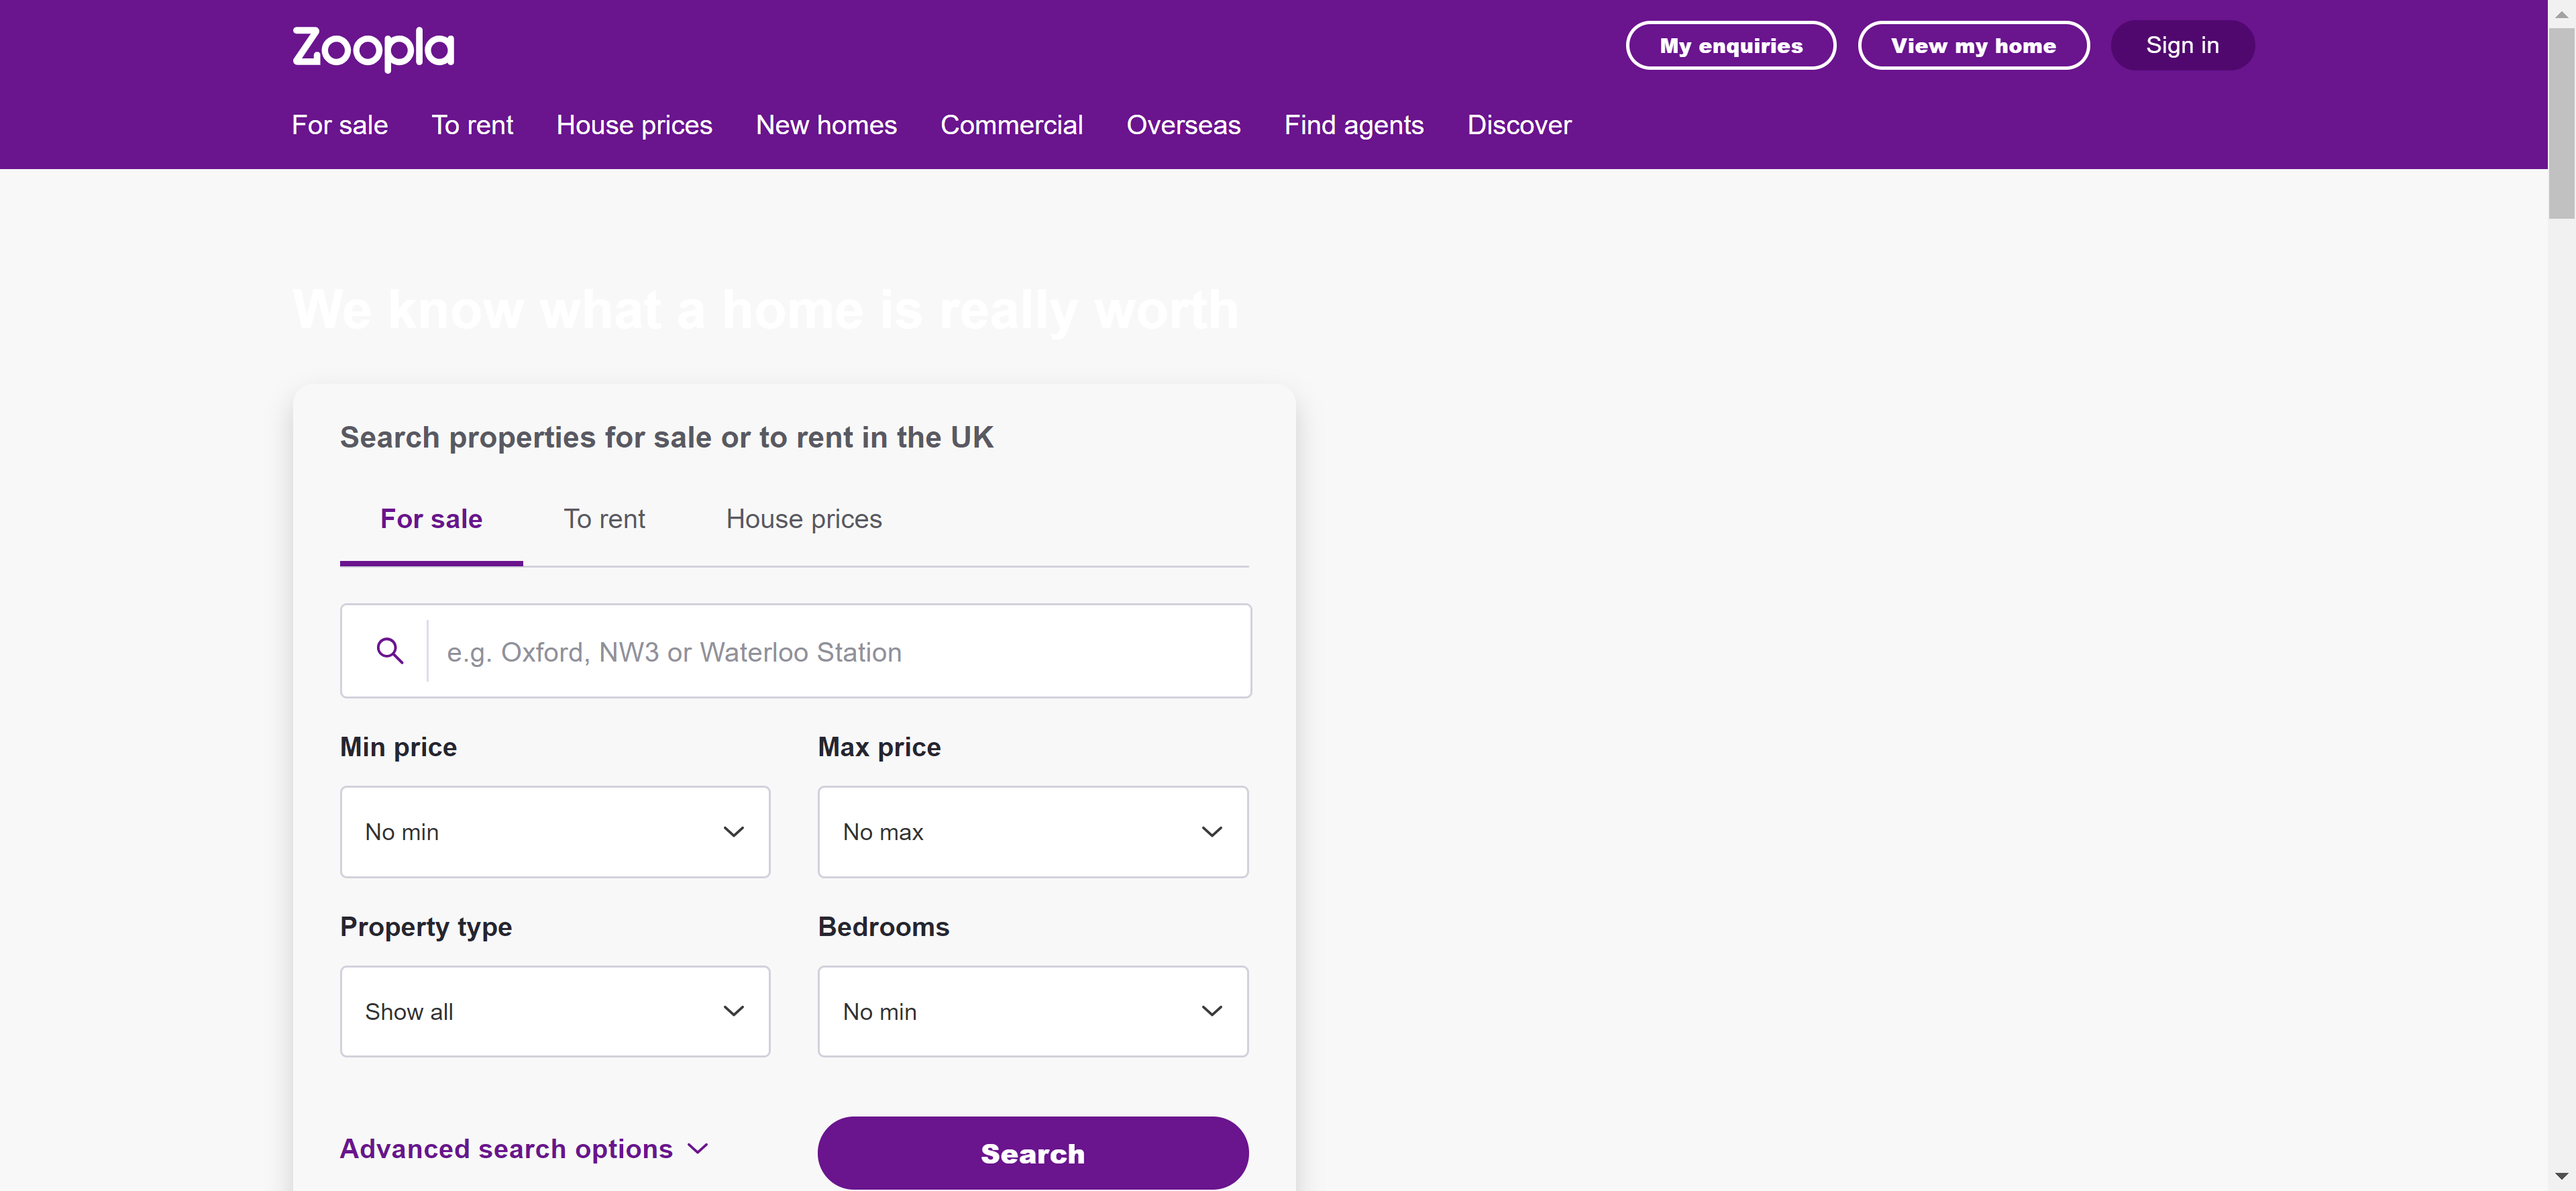 Zoopla
My enquiries
View my home
Sign in
For sale
To rent
House prices
New homes
Commercial
Overseas
Find agents
Discover
We know what a home is really worth
Search properties for sale or to rent in the UK
For sale
To rent
House prices
e.g. Oxford, NW3 or Waterloo Station
Min price
Max price
No min
No max
Property type
Bedrooms
Show all
No min
Advanced search options
Search